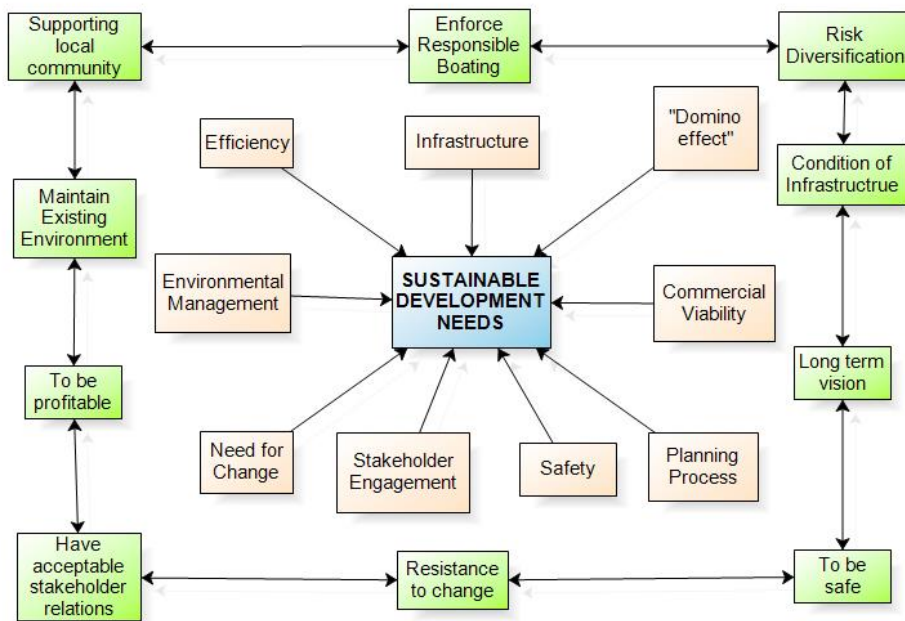 Supporting
local
community
Enforce
Responsible
Boating
Risk
Diversification
Efficiency
Infrastructure
"Domino
effect"
Condition of
Infrastructrue
Maintain
Existing
Environment
Environmental
Management
SUSTAINABLE
DEVELOPMENT
NEEDS
Commercial
Viability
To be
profitable
Long term
vision
Need for
Change
Stakeholder
Engagement
Safety
Planning
Process
Have
acceptable
stakeholder
relations
Resistance
to change
To be
safe